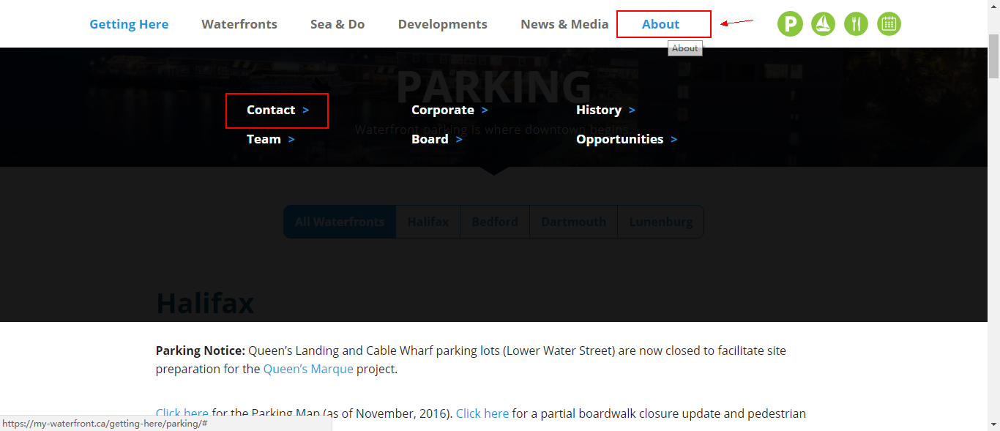 Getting Here Waterfronts Sea & Do Developments News & Media About P
About
PARKING
Contact > Corporate > History >
Waterfront parking is where downtown begins.
Team > Board > Opportunities >
All Waterfronts Halifax Bedford Dartmouth Lunenburg
Halifax
Parking Notice: Queen’s Landing and Cable Wharf parking lots (Lower Water Street) are now closed to facilitate site
preparation for the Queen’s Marque project.
Click here for the Parking Map (as of November, 2016). Click here for a partial boardwalk closure update and pedestrian
https://my-waterfront.ca/getting-here/parking/#